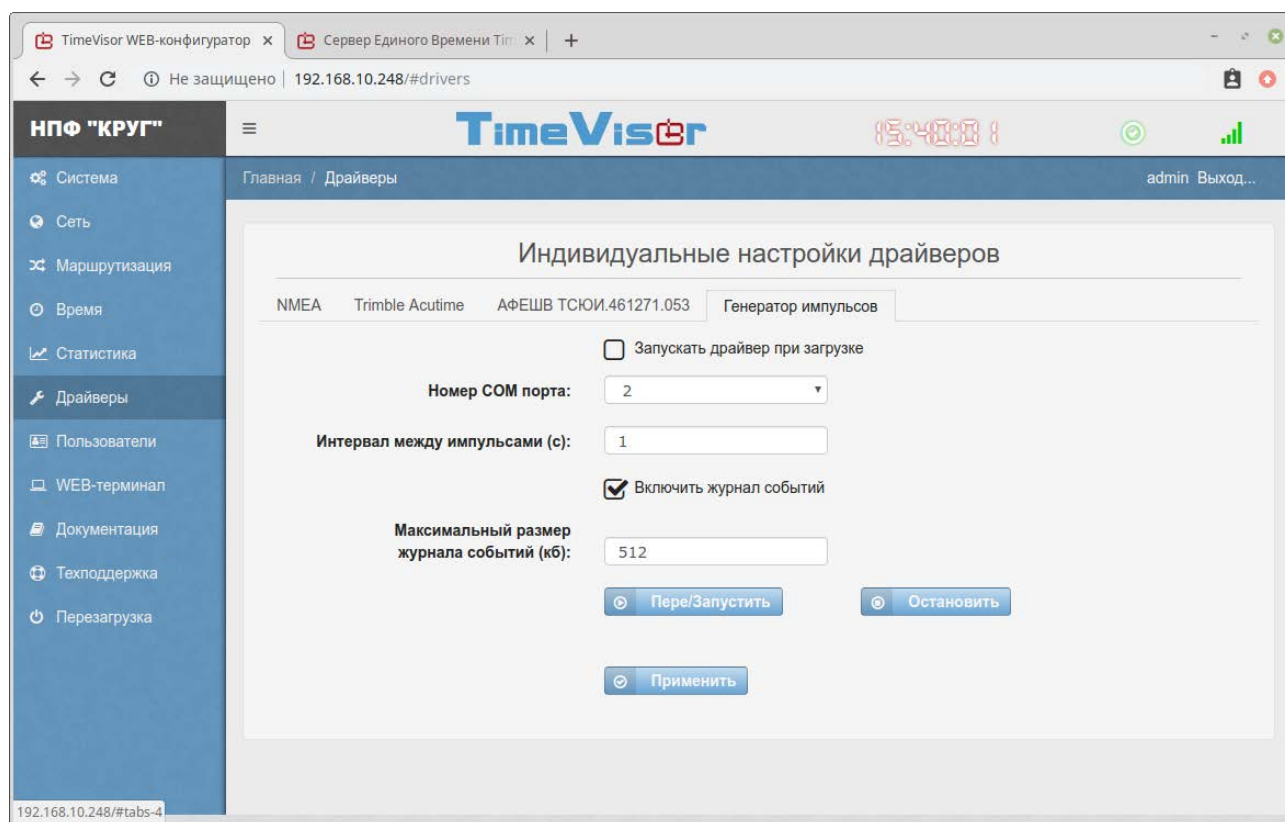 TimeVisor WEB-конфигуратор
Сервер Единого Времени Tim
Не защищено
192.168.10.248/#drivers
НПФ "КРУГ"
TimeVisor
15:40:01
Система
Главная / Драйверы
admin Выход...
Сеть
Маршрутизация
Время
Статистика
Драйверы
Пользователи
WEB-терминал
Документация
Техподдержка
Перезагрузка
Индивидуальные настройки драйверов
NMEA
Trimble Acutime
АФЕШВ ТСЮИ.461271.053
Генератор импульсов
Запускать драйвер при загрузке
Номер COM порта:
2
Интервал между импульсами (с):
1
Включить журнал событий
Максимальный размер
журнала событий (кб):
512
Пере/Запустить
Остановить
Применить
192.168.10.248/#tabs-4